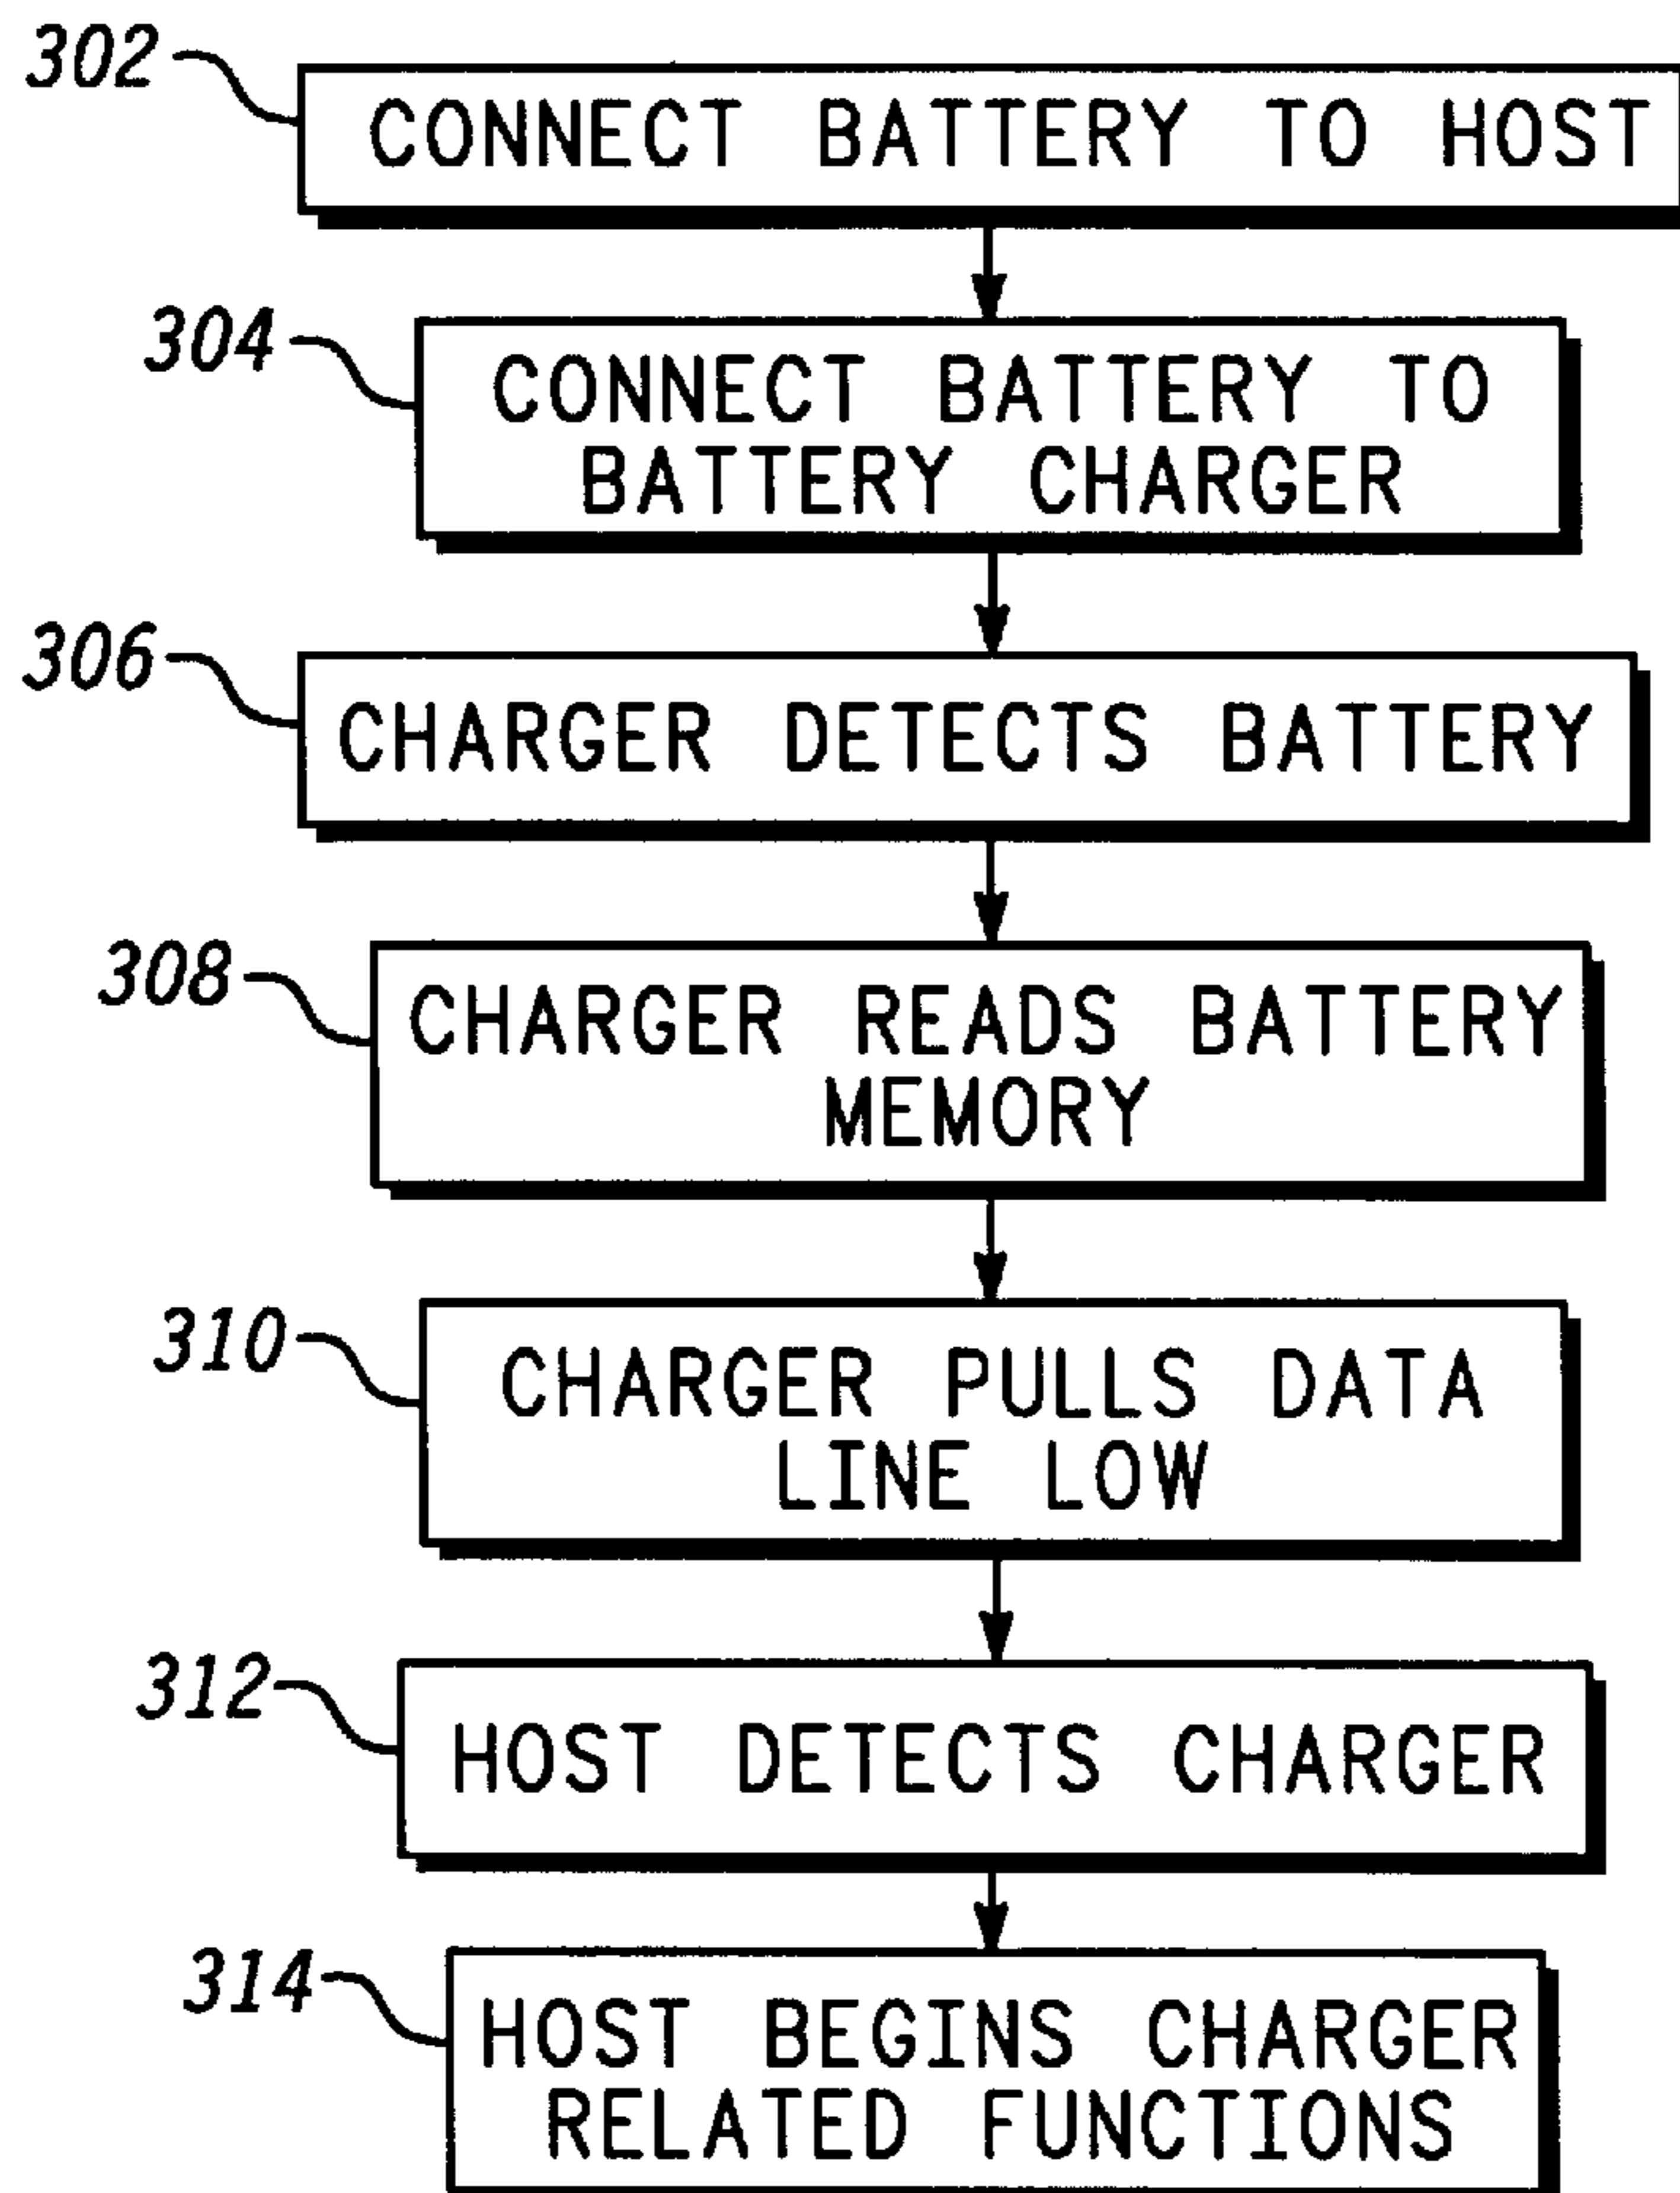 302
CONNECT BATTERY TO HOST
304
CONNECT BATTERY TO
BATTERY CHARGER
306
CHARGER DETECTS BATTERY
308
CHARGER READS BATTERY
MEMORY
310
CHARGER PULLS DATA
LINE LOW
312
HOST DETECTS CHARGER
314
HOST BEGINS CHARGER
RELATED FUNCTIONS